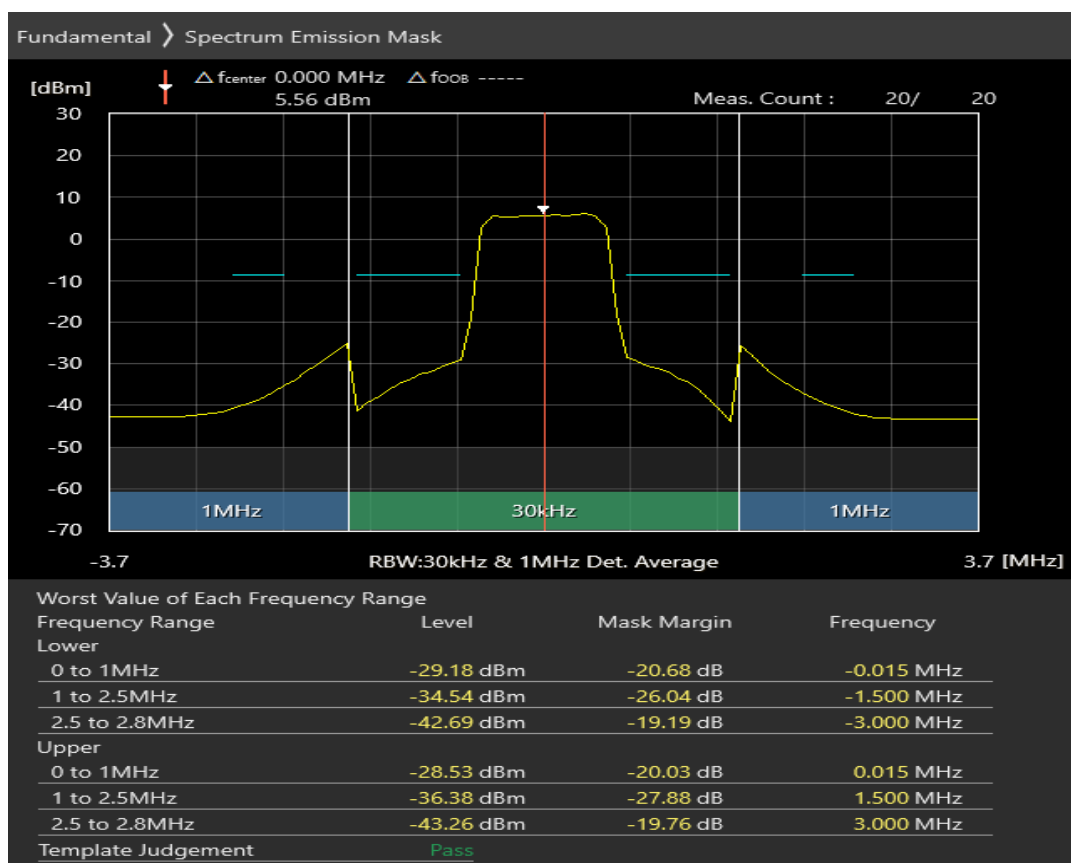 Fundamental ❯ Spectrum Emission Mask
[dBm] △ fcenter 0.000 MHz △ fOOB -----
5.56 dBm Meas. Count : 20/ 20
30
20
10
0
-10
-20
-30
-40
-50
-60
1MHz 30kHz 1MHz
-70
-3.7 RBW:30kHz & 1MHz Det. Average 3.7 [MHz]
Worst Value of Each Frequency Range
Frequency Range Level Mask Margin Frequency
Lower
0 to 1MHz -29.18 dBm -20.68 dB -0.015 MHz
1 to 2.5MHz -34.54 dBm -26.04 dB -1.500 MHz
2.5 to 2.8MHz -42.69 dBm -19.19 dB -3.000 MHz
Upper
0 to 1MHz -28.53 dBm -20.03 dB 0.015 MHz
1 to 2.5MHz -36.38 dBm -27.88 dB 1.500 MHz
2.5 to 2.8MHz -43.26 dBm -19.76 dB 3.000 MHz
Template Judgement Pass